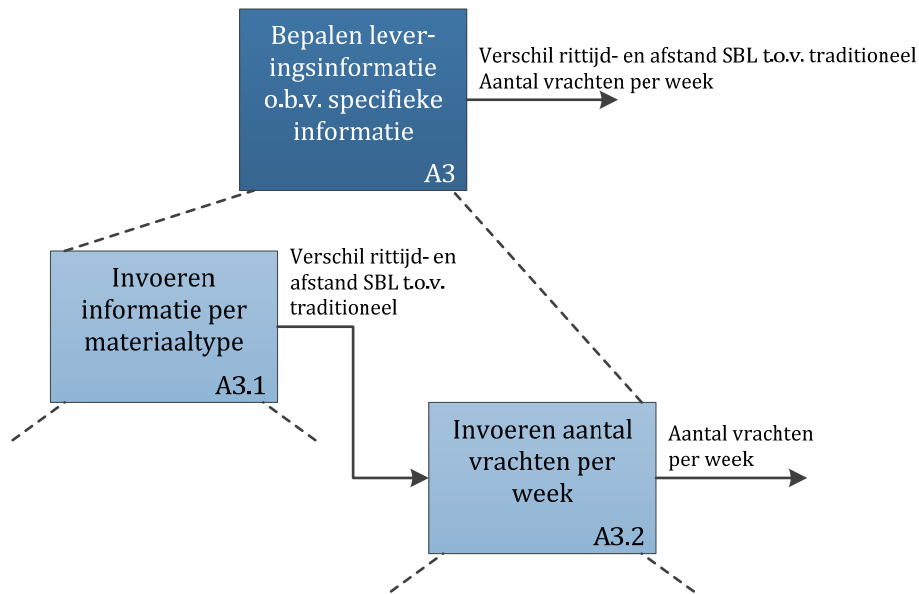 Bepalen lever-
ingsinformatie
o.b.v. specifieke
informatie
A3
Verschil rittijd- en afstand SBL t.o.v. traditioneel
Aantal vrachten per week
Invoeren
informatie per
materiaaltype
A3.1
Verschil rittijd- en
afstand SBL t.o.v.
traditioneel
Invoeren aantal
vrachten per
week
A3.2
Aantal vrachten
per week